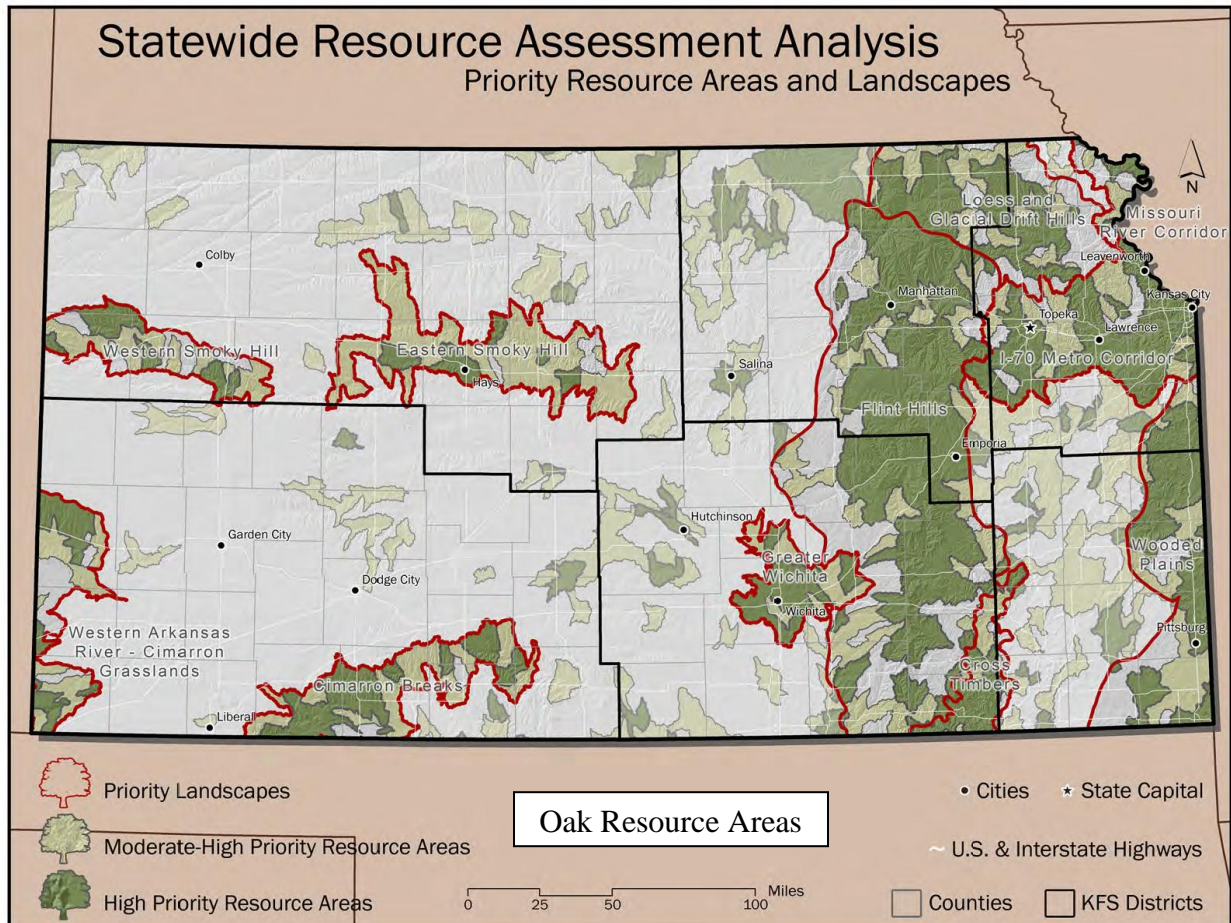 Statewide Resource Assessment Analysis
Priority Resource Areas and Landscapes
N
Loess and
Glacial Drift Hills
Missouri
River Corridor
Colby
Leavenworth
Manhattan
Kansas City
Topeka
Lawrence
Western Smoky Hill
Eastern Smoky Hill
Hays
Salina
I-70 Metro Corridor
Flint Hills
Emporia
Hutchinson
Garden City
Greater
Wichita
Wooded
Plains
Dodge City
Wichita
Western Arkansas
River - Cimarron
Grasslands
Pittsburg
Cross
Timbers
Cimarron Breaks
Liberal
Priority Landscapes
Moderate-High Priority Resource Areas
High Priority Resource Areas
Oak Resource Areas
0 25 50 100 Miles
Cities State Capital
U.S. & Interstate Highways
Counties KFS Districts